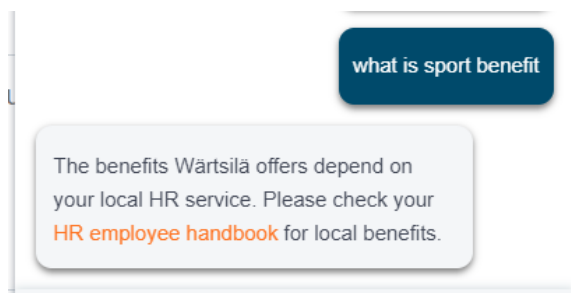 what is sport benefit
The benefits Wärtsilä offers depend on
your local HR service. Please check your
HR employee handbook for local benefits.